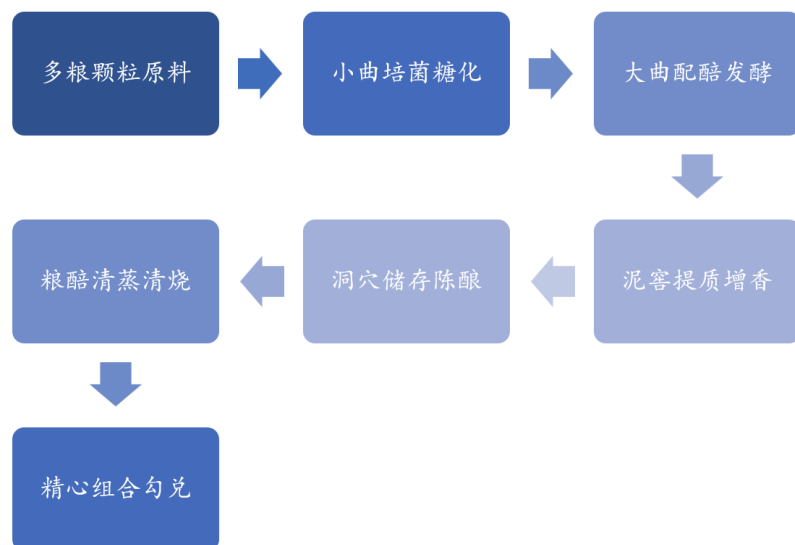 多粮颗粒原料
小曲培菌糖化
大曲配醅发酵
泥窖提质增香
洞穴储存陈酿
粮醅清蒸清烧
精心组合勾兑